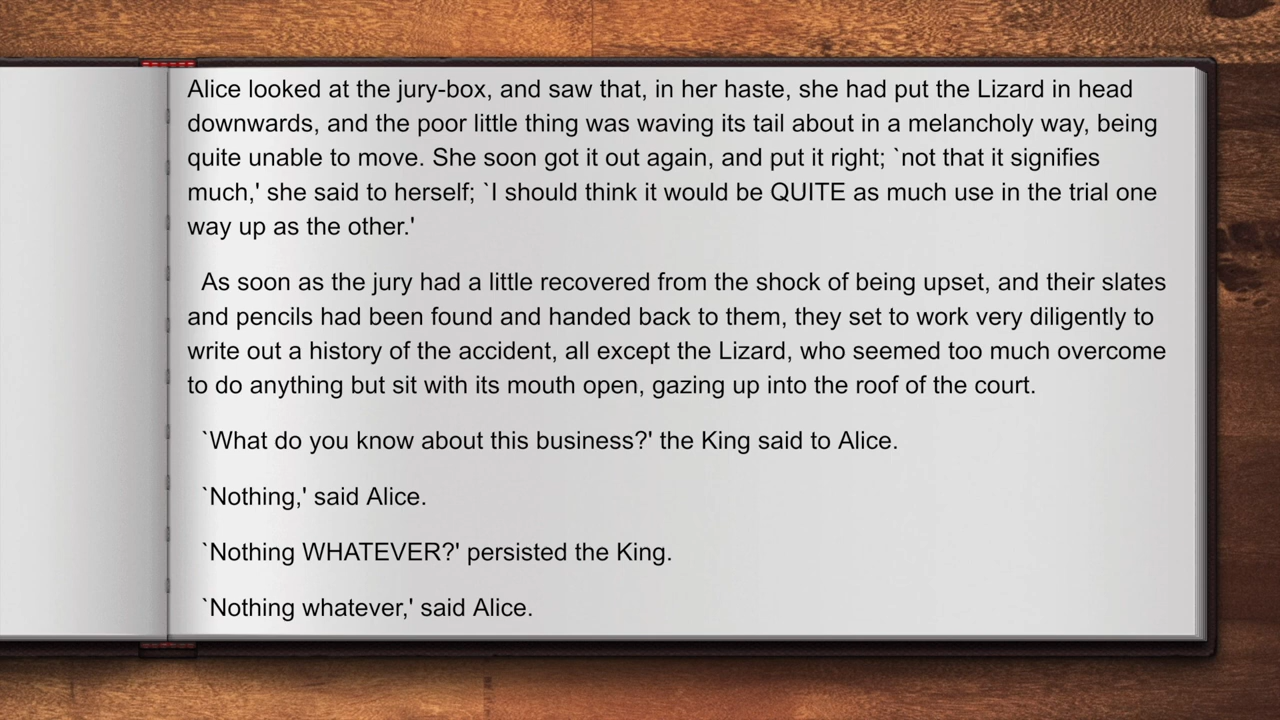 Alice looked at the jury-box, and saw that, in her haste, she had put the Lizard in head
downwards, and the poor little thing was waving its tail about in a melancholy way, being
quite unable to move. She soon got it out again, and put it right; `not that it signifies
much,' she said to herself; `I should think it would be QUITE as much use in the trial one
way up as the other.'
As soon as the jury had a little recovered from the shock of being upset, and their slates
and pencils had been found and handed back to them, they set to work very diligently to
write out a history of the accident, all except the Lizard, who seemed too much overcome
to do anything but sit with its mouth open, gazing up into the roof of the court.
`What do you know about this business?' the King said to Alice.
`Nothing,' said Alice.
`Nothing WHATEVER?' persisted the King.
`Nothing whatever,' said Alice.